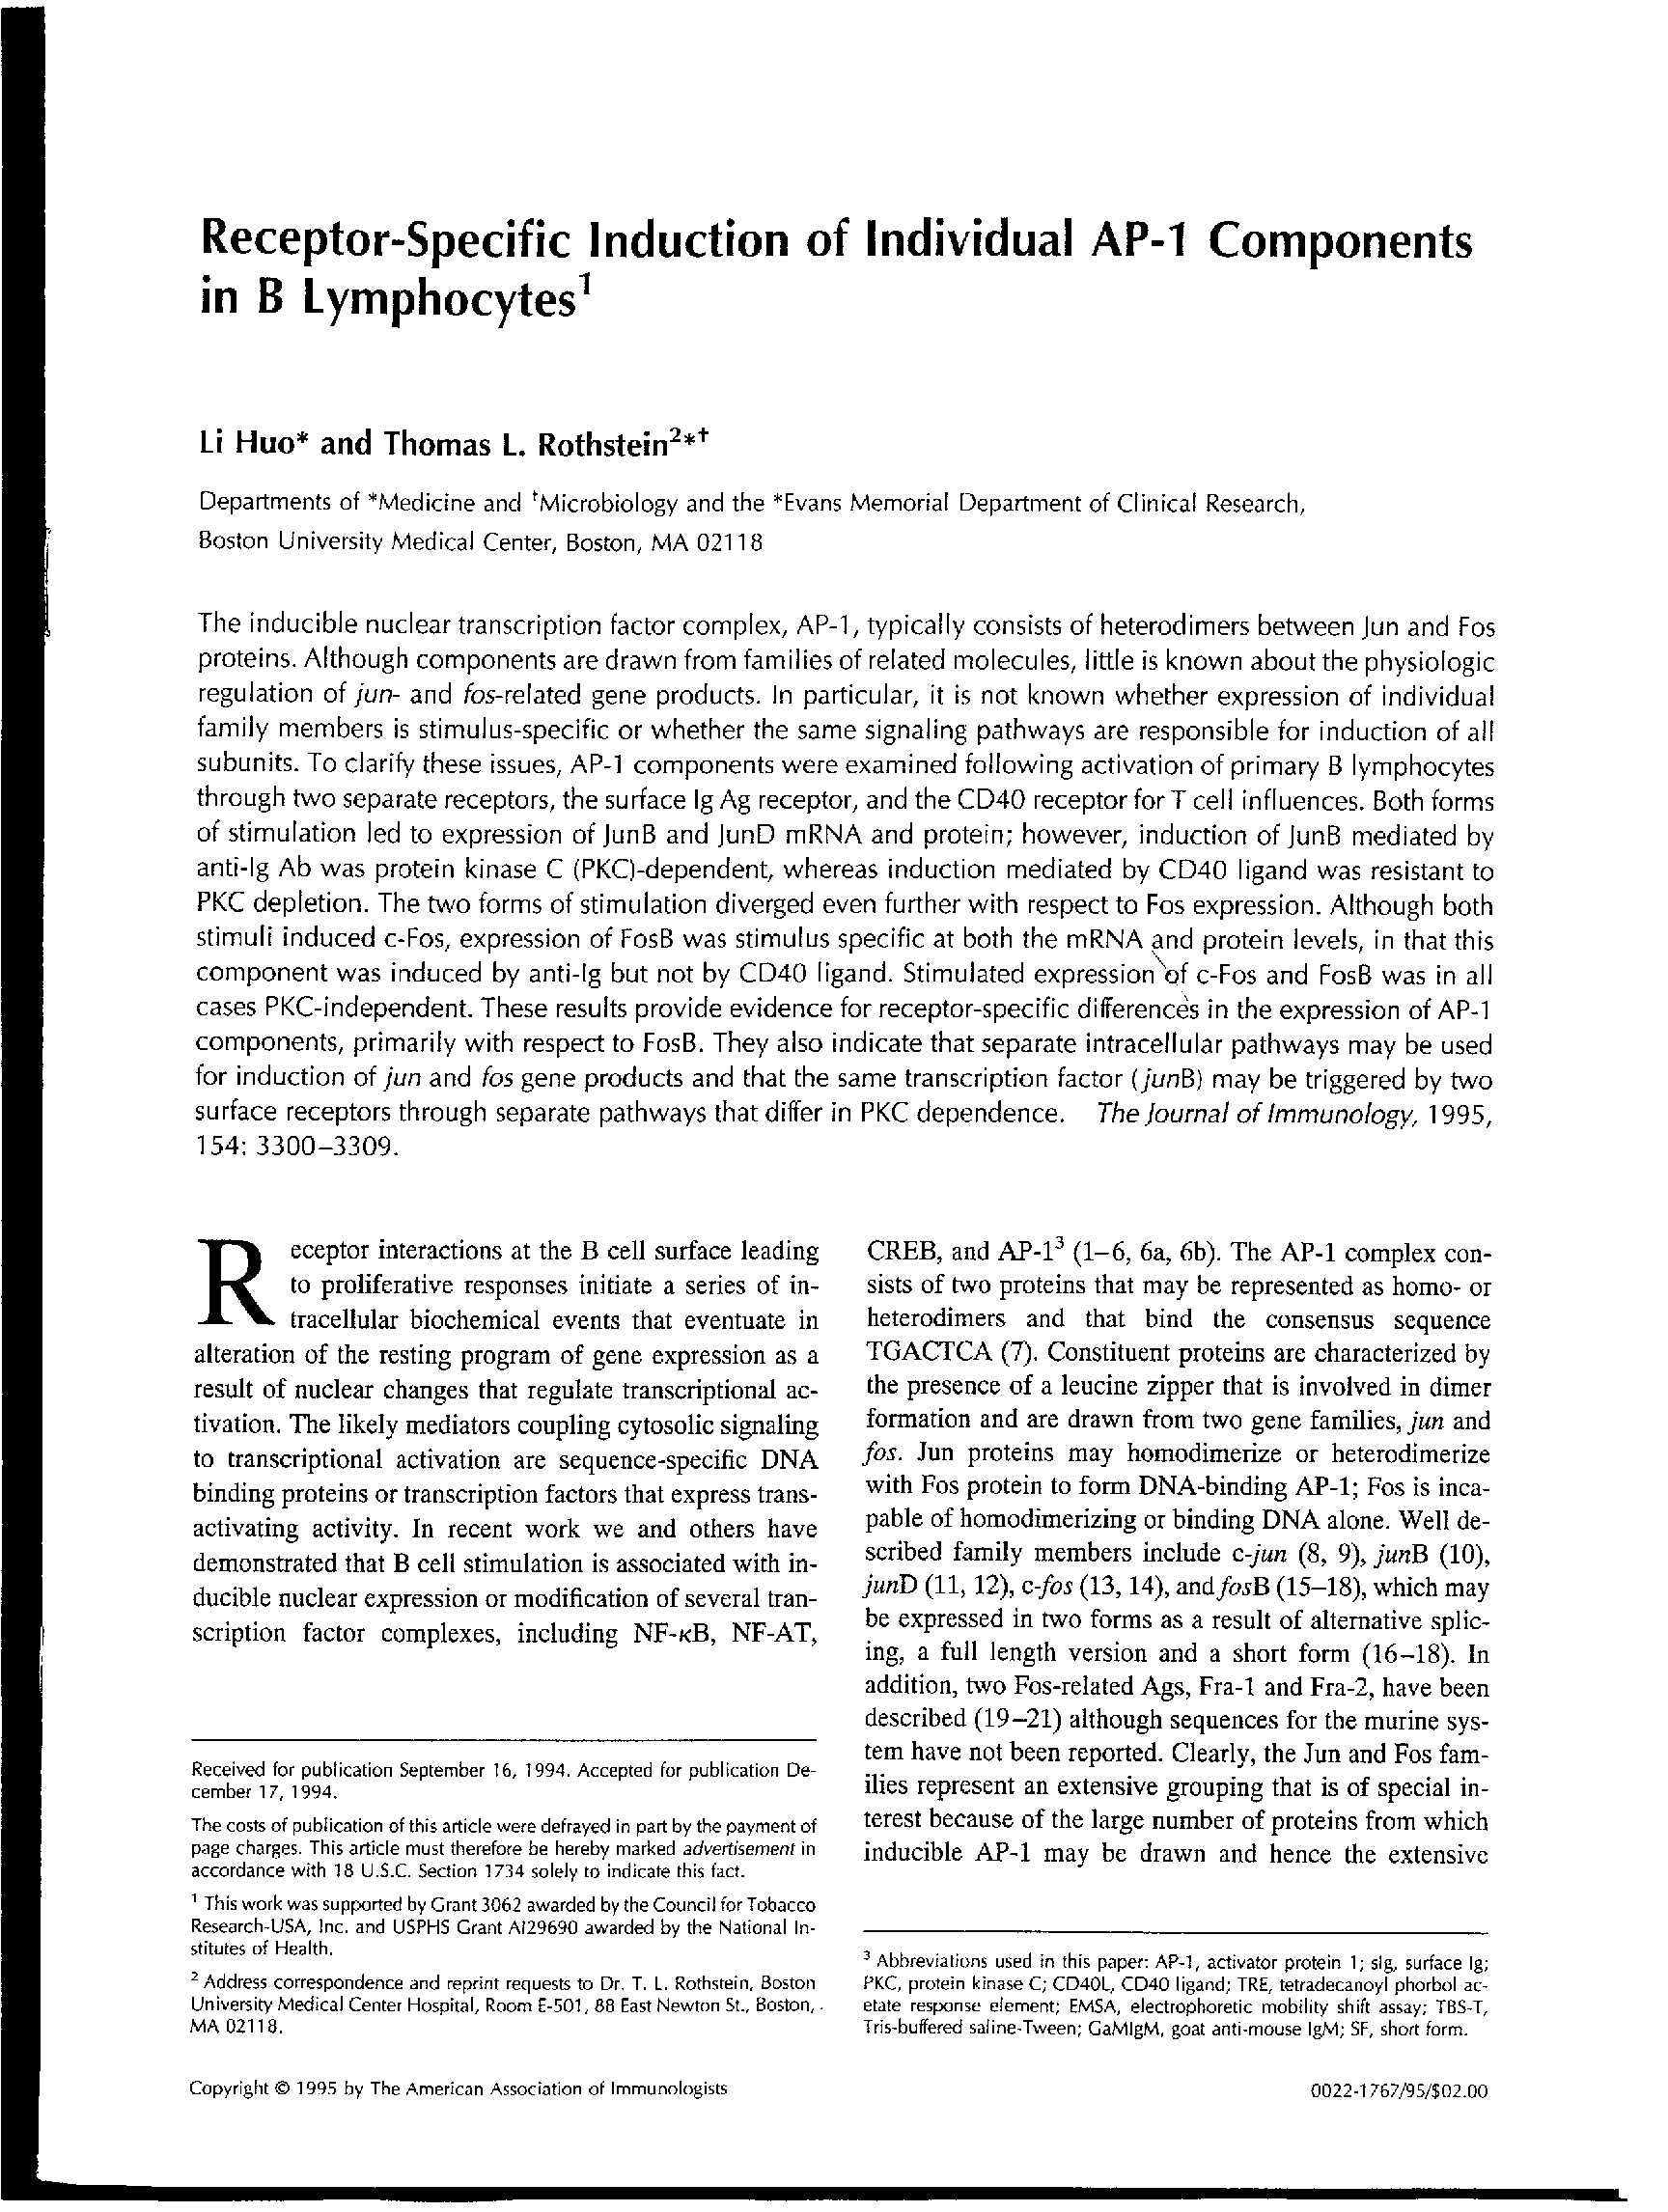 Receptor-Specific Induction of Individual AP-1 Components
in B Lymphocytes¹
Li Huo* and Thomas L. Rothstein²*†
Departments of *Medicine and †Microbiology and the *Evans Memorial Department of Clinical Research,
Boston University Medical Center, Boston, MA 02118
The inducible nuclear transcription factor complex, AP-1, typically consists of heterodimers between Jun and Fos
proteins. Although components are drawn from families of related molecules, little is known about the physiologic
regulation of jun- and fos-related gene products. In particular, it is not known whether expression of individual
family members is stimulus-specific or whether the same signaling pathways are responsible for induction of all
subunits. To clarify these issues, AP-1 components were examined following activation of primary B lymphocytes
through two separate receptors, the surface Ig Ag receptor, and the CD40 receptor for T cell influences. Both forms
of stimulation led to expression of JunB and JunD mRNA and protein; however, induction of JunB mediated by
anti-Ig Ab was protein kinase C (PKC)-dependent, whereas induction mediated by CD40 ligand was resistant to
PKC depletion. The two forms of stimulation diverged even further with respect to Fos expression. Although both
stimuli induced c-Fos, expression of FosB was stimulus specific at both the mRNA and protein levels, in that this
component was induced by anti-Ig but not by CD40 ligand. Stimulated expression of c-Fos and FosB was in all
cases PKC-independent. These results provide evidence for receptor-specific differences in the expression of AP-1
components, primarily with respect to FosB. They also indicate that separate intracellular pathways may be used
for induction of jun and fos gene products and that the same transcription factor (junB) may be triggered by two
surface receptors through separate pathways that differ in PKC dependence. The Journal of Immunology, 1995,
154: 3300–3309.
Receptor interactions at the B cell surface leading
to proliferative responses initiate a series of in-
tracellular biochemical events that eventuate in
alteration of the resting program of gene expression as a
result of nuclear changes that regulate transcriptional ac-
tivation. The likely mediators coupling cytosolic signaling
to transcriptional activation are sequence-specific DNA
binding proteins or transcription factors that express trans-
activating activity. In recent work we and others have
demonstrated that B cell stimulation is associated with in-
ducible nuclear expression or modification of several tran-
scription factor complexes, including NF-κB, NF-AT,
Received for publication September 16, 1994. Accepted for publication De-
cember 17, 1994.
The costs of publication of this article were defrayed in part by the payment of
page charges. This article must therefore be hereby marked advertisement in
accordance with 18 U.S.C. Section 1734 solely to indicate this fact.
¹ This work was supported by Grant 3062 awarded by the Council for Tobacco
Research-USA, Inc. and USPHS Grant AI29690 awarded by the National In-
stitutes of Health.
² Address correspondence and reprint requests to Dr. T. L. Rothstein, Boston
University Medical Center Hospital, Room E-501, 88 East Newton St., Boston,
MA 02118.
CREB, and AP-1³ (1–6, 6a, 6b). The AP-1 complex con-
sists of two proteins that may be represented as homo- or
heterodimers and that bind the consensus sequence
TGACTCA (7). Constituent proteins are characterized by
the presence of a leucine zipper that is involved in dimer
formation and are drawn from two gene families, jun and
fos. Jun proteins may homodimerize or heterodimerize
with Fos protein to form DNA-binding AP-1; Fos is inca-
pable of homodimerizing or binding DNA alone. Well de-
scribed family members include c-jun (8, 9), junB (10),
junD (11, 12), c-fos (13, 14), and fosB (15–18), which may
be expressed in two forms as a result of alternative splic-
ing, a full length version and a short form (16–18). In
addition, two Fos-related Ags, Fra-1 and Fra-2, have been
described (19–21) although sequences for the murine sys-
tem have not been reported. Clearly, the Jun and Fos fam-
ilies represent an extensive grouping that is of special in-
terest because of the large number of proteins from which
inducible AP-1 may be drawn and hence the extensive
³ Abbreviations used in this paper: AP-1, activator protein 1; sIg, surface Ig;
PKC, protein kinase C; CD40L, CD40 ligand; TRE, tetradecanoyl phorbol ac-
etate response element; EMSA, electrophoretic mobility shift assay; TBS-T,
Tris-buffered saline-Tween; GaMIgM, goat anti-mouse IgM; SF, short form.
Copyright © 1995 by The American Association of Immunologists
0022-1767/95/$02.00